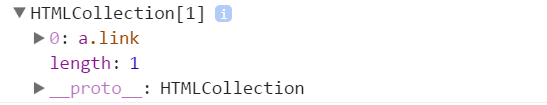 HTMLCollection[1] i
0: a.link
length: 1
__proto__: HTMLCollection